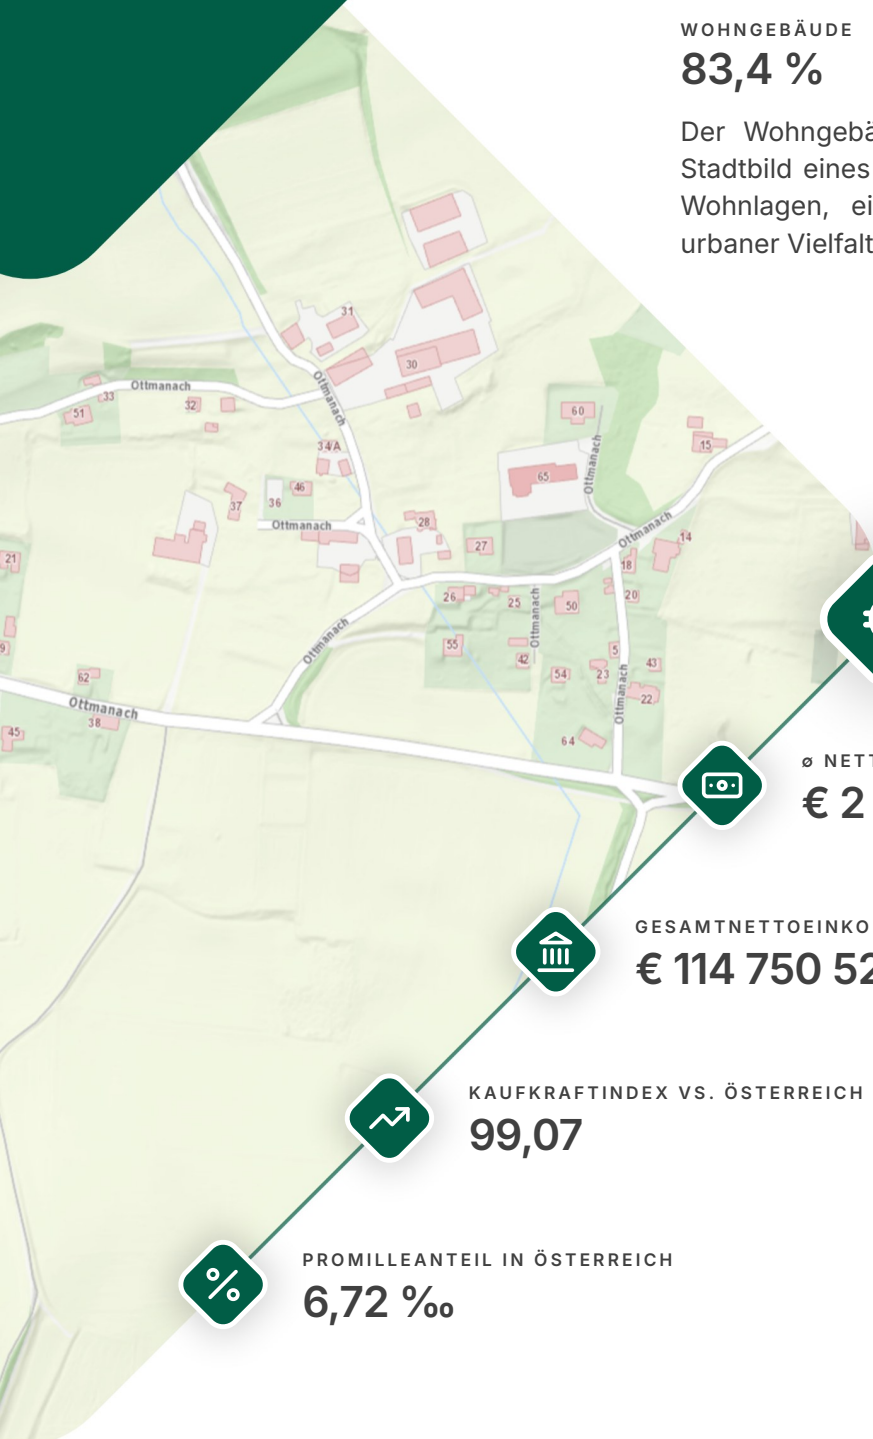 WOHNGEBÄUDE
83,4 %
Der Wohngebä
Stadtbild eines
Wohnlagen, ei
urbaner Vielfalt
31
30
Ottmanach
Ottmanach
33
51
32
60
15
34/A
Ottmanach
65
46
36
37
28
Ottmanach
Ottmanach
14
27
21
18
26
25
20
50
Ottmanach
Ottmanach
9
55
5
42
43
54
23
62
22
Ottmanach
Ottmanach
38
45
64
ø NETT
€ 2
GESAMTNETTOEINKO
€ 114 750 52
KAUFKRAFTINDEX VS. ÖSTERREICH
99,07
PROMILLEANTEIL IN ÖSTERREICH
6,72 ‰